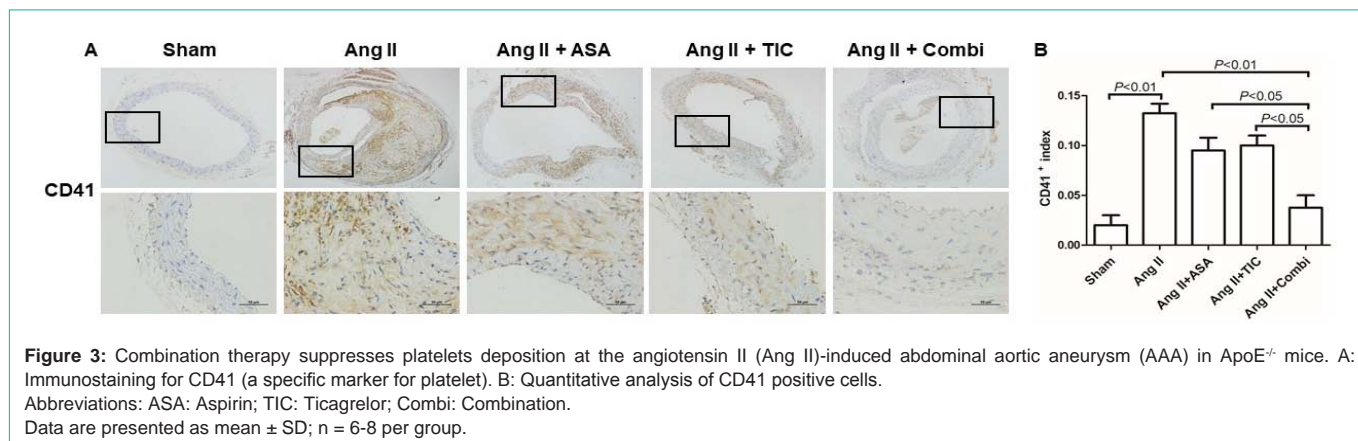 A
Sham
Ang II
Ang II + ASA
Ang II + TIC
Ang II + Combi
CD41
B
P<0.01
P<0.01
P<0.05
P<0.05
CD41 + index
0.15
0.10
0.05
0.00
Sham
Ang II
Ang II+ASA
Ang II+TIC
Ang II+Combi
Figure 3: Combination therapy suppresses platelets deposition at the angiotensin II (Ang II)-induced abdominal aortic aneurysm (AAA) in ApoE-/- mice. A:
Immunostaining for CD41 (a specific marker for platelet). B: Quantitative analysis of CD41 positive cells.
Abbreviations: ASA: Aspirin; TIC: Ticagrelor; Combi: Combination.
Data are presented as mean ± SD; n = 6-8 per group.